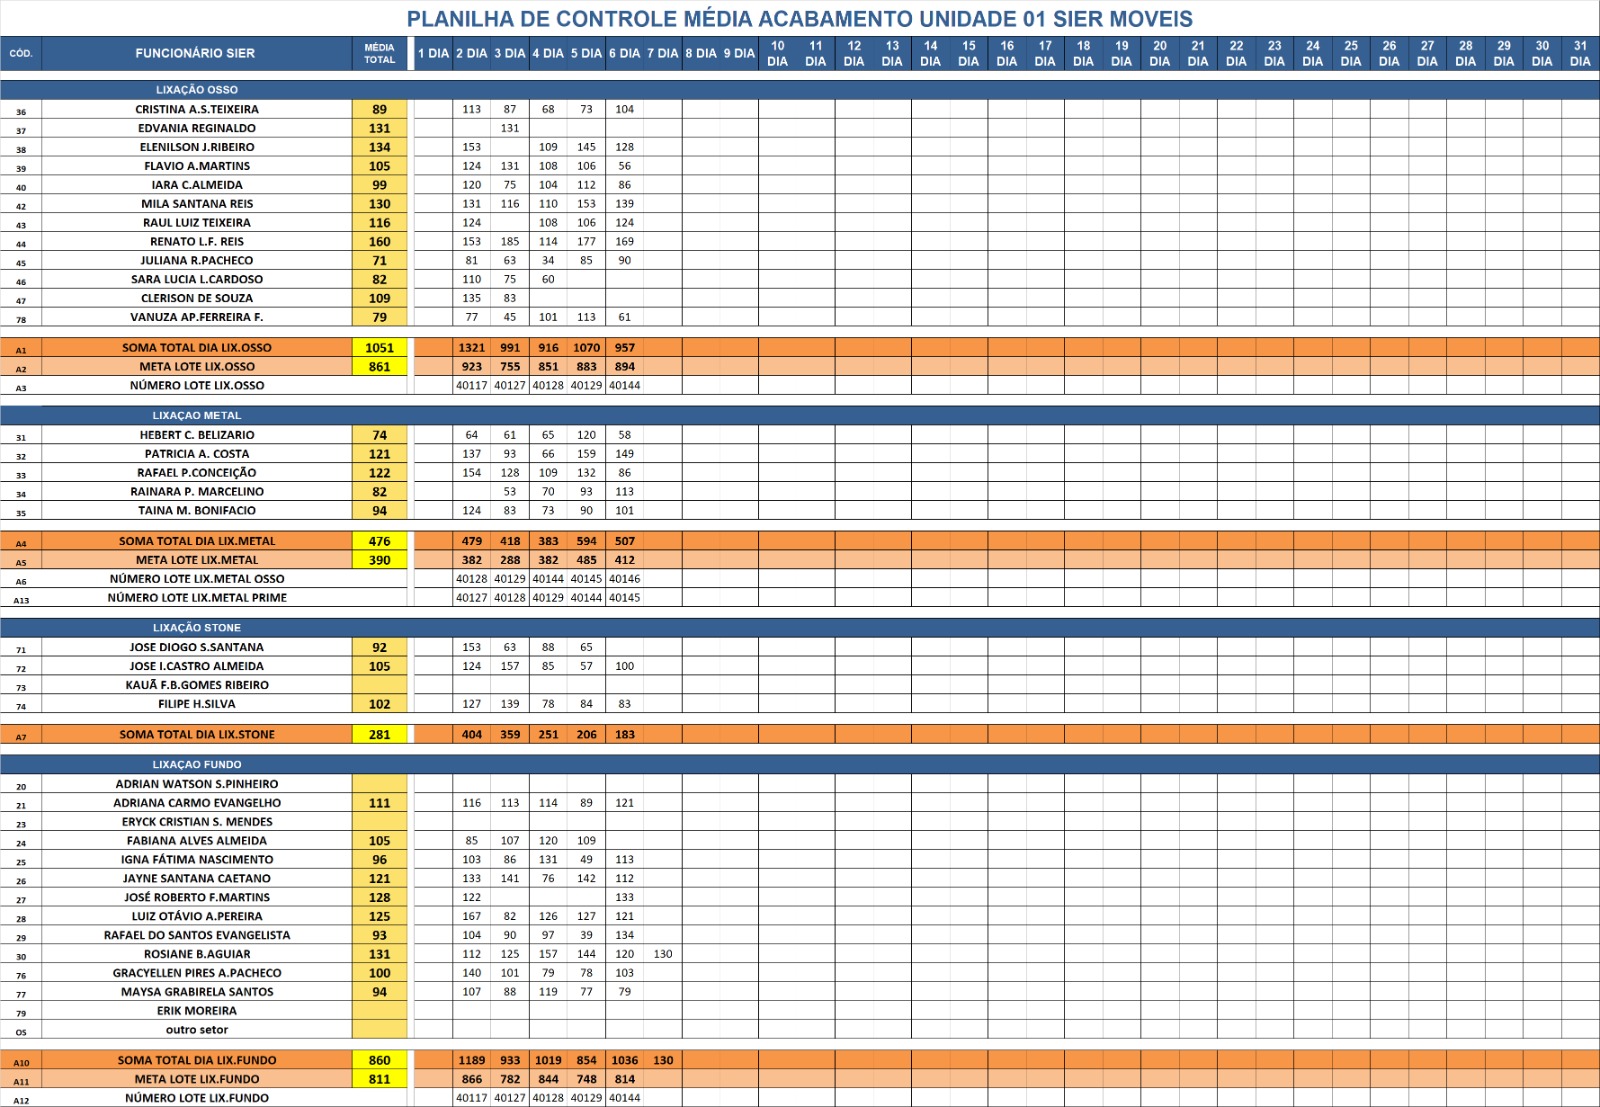 PLANILHA DE CONTROLE MÉDIA ACABAMENTO UNIDADE 01 SIER MOVEIS
CÓD. FUNCIONÁRIO SIER MÉDIA TOTAL 1 DIA 2 DIA 3 DIA 4 DIA 5 DIA 6 DIA 7 DIA 8 DIA 9 DIA 10 DIA 11 DIA 12 DIA 13 DIA 14 DIA 15 DIA 16 DIA 17 DIA 18 DIA 19 DIA 20 DIA 21 DIA 22 DIA 23 DIA 24 DIA 25 DIA 26 DIA 27 DIA 28 DIA 29 DIA 30 DIA 31 DIA
LIXAÇÃO OSSO
36 CRISTINA A.S.TEIXEIRA 89 113 87 68 73 104
37 EDVANIA REGINALDO 131 131
38 ELENILSON J.RIBEIRO 134 153 109 145 128
39 FLAVIO A.MARTINS 105 124 131 108 106 56
40 IARA C.ALMEIDA 99 120 75 104 112 86
42 MILA SANTANA REIS 130 131 116 110 153 139
43 RAUL LUIZ TEIXEIRA 116 124 108 106 124
44 RENATO L.F. REIS 160 153 185 114 177 169
45 JULIANA R.PACHECO 71 81 63 34 85 90
46 SARA LUCIA L.CARDOSO 82 110 75 60
47 CLERISON DE SOUZA 109 135 83
78 VANUZA AP.FERREIRA F. 79 77 45 101 113 61
A1 SOMA TOTAL DIA LIX.OSSO 1051 1321 991 916 1070 957
A2 META LOTE LIX.OSSO 861 923 755 851 883 894
A3 NÚMERO LOTE LIX.OSSO 40117 40127 40128 40129 40144
LIXAÇAO METAL
31 HEBERT C. BELIZARIO 74 64 61 65 120 58
32 PATRICIA A. COSTA 121 137 93 66 159 149
33 RAFAEL P.CONCEIÇÃO 122 154 128 109 132 86
34 RAINARA P. MARCELINO 82 53 70 93 113
35 TAINA M. BONIFACIO 94 124 83 73 90 101
A4 SOMA TOTAL DIA LIX.METAL 476 479 418 383 594 507
A5 META LOTE LIX.METAL 390 382 288 382 485 412
A6 NÚMERO LOTE LIX.METAL OSSO 40128 40129 40144 40145 40146
A13 NÚMERO LOTE LIX.METAL PRIME 40127 40128 40129 40144 40145
LIXAÇÃO STONE
71 JOSE DIOGO S.SANTANA 92 153 63 88 65
72 JOSE I.CASTRO ALMEIDA 105 124 157 85 57 100
73 KAUÃ F.B.GOMES RIBEIRO
74 FILIPE H.SILVA 102 127 139 78 84 83
A7 SOMA TOTAL DIA LIX.STONE 281 404 359 251 206 183
LIXAÇAO FUNDO
20 ADRIAN WATSON S.PINHEIRO
21 ADRIANA CARMO EVANGELHO 111 116 113 114 89 121
23 ERYCK CRISTIAN S. MENDES
24 FABIANA ALVES ALMEIDA 105 85 107 120 109
25 IGNA FÁTIMA NASCIMENTO 96 103 86 131 49 113
26 JAYNE SANTANA CAETANO 121 133 141 76 142 112
27 JOSÉ ROBERTO F.MARTINS 128 122 133
28 LUIZ OTÁVIO A.PEREIRA 125 167 82 126 127 121
29 RAFAEL DO SANTOS EVANGELISTA 93 104 90 97 39 134
30 ROSIANE B.AGUIAR 131 112 125 157 144 120 130
76 GRACYELLEN PIRES A.PACHECO 100 140 101 79 78 103
77 MAYSA GRABIRELA SANTOS 94 107 88 119 77 79
79 ERIK MOREIRA
OS outro setor
A10 SOMA TOTAL DIA LIX.FUNDO 860 1189 933 1019 854 1036 130
A11 META LOTE LIX.FUNDO 811 866 782 844 748 814
A12 NÚMERO LOTE LIX.FUNDO 40117 40127 40128 40129 40144